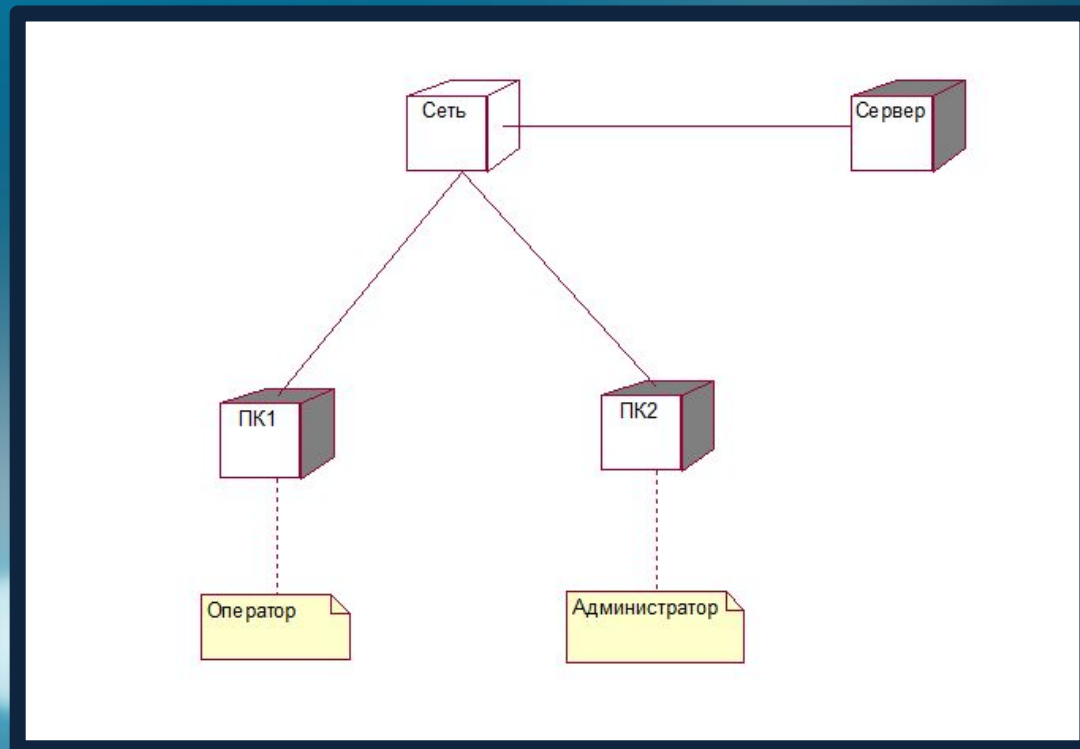 Сеть
Сервер
ПК1
ПК2
Оператор
Администратор